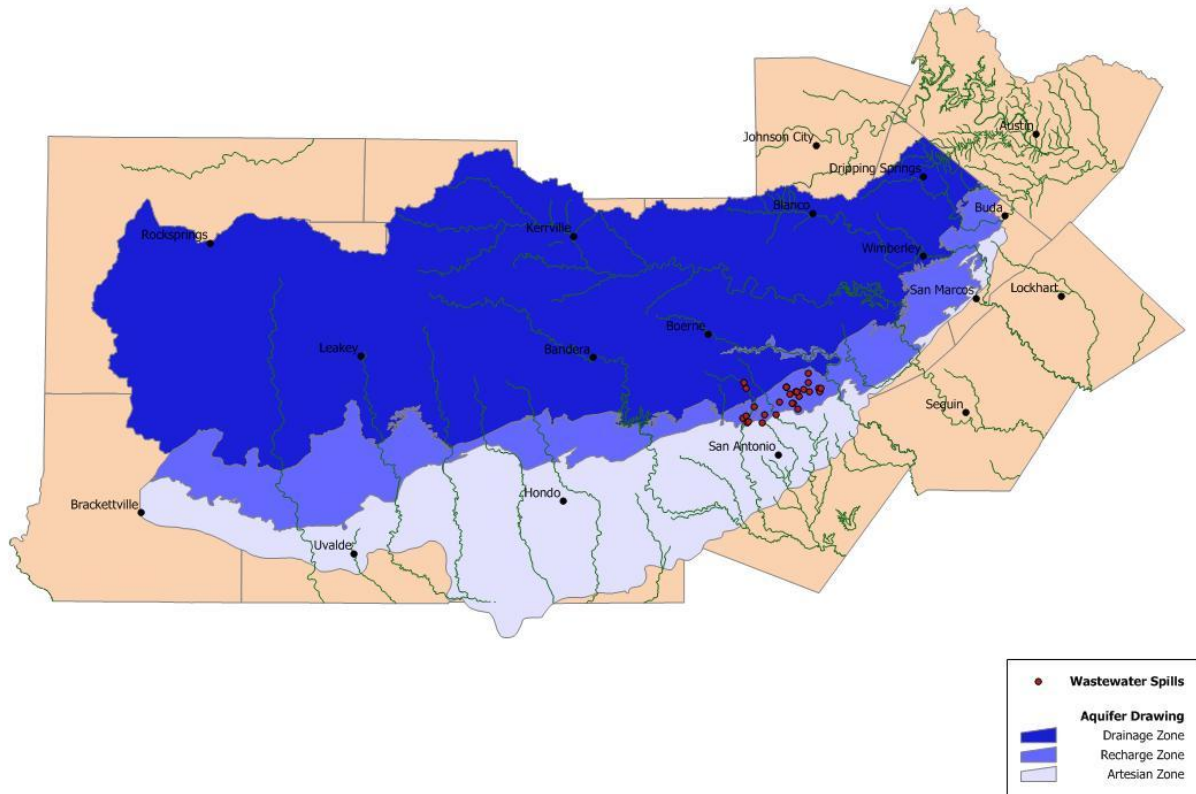 Austin
Johnson City
Dripping Springs
Blanco
Buda
Kerrville
Rocksprings
Wimberley
San Marcos
Lockhart
Boerne
Leakey
Bandera
Seguin
San Antonio
Hondo
Brackettville
Uvalde
Wastewater Spills
Aquifer Drawing
Drainage Zone
Recharge Zone
Artesian Zone